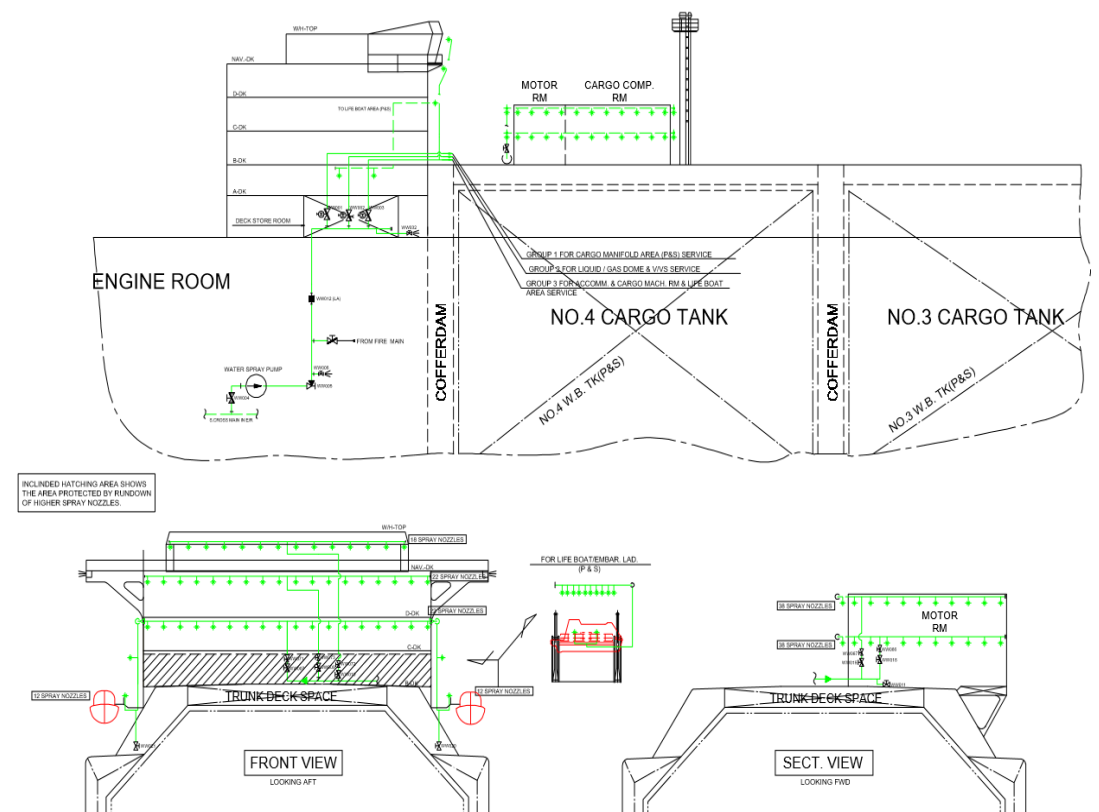 W/H-TOP
NAV.-DK
D-DK
C-DK
B-DK
A-DK
TO LIFE BOAT AREA (P&S)
MOTOR
RM
CARGO COMP.
RM
DECK STORE ROOM
GROUP 1 FOR CARGO MANIFOLD AREA (P&S) SERVICE
GROUP 2 FOR LIQUID / GAS DOME & V/VS SERVICE
GROUP 3 FOR ACCOMM. & CARGO MACH. RM & LIFE BOAT
AREA SERVICE
ENGINE ROOM
COFFERDAM
NO.4 CARGO TANK
NO.4 W.B. TK(P&S)
COFFERDAM
NO.3 CARGO TANK
NO.3 W.B. TK(P&S)
FROM FIRE MAIN
WATER SPRAY PUMP
INCLINDED HATCHING AREA SHOWS
THE AREA PROTECTED BY RUNDOWN
OF HIGHER SPRAY NOZZLES.
W/H-TOP
18 SPRAY NOZZLES
NAV.-DK
22 SPRAY NOZZLES
D-DK
SPRAY NOZZLES
C-DK
12 SPRAY NOZZLES
TRUNK DECK SPACE
FRONT VIEW
LOOKING AFT
FOR LIFE BOAT/EMBAR. LAD.
(P & S)
SPRAY NOZZLES
38 SPRAY NOZZLES
38 SPRAY NOZZLES
MOTOR
RM
TRUNK DECK SPACE
SECT. VIEW
LOOKING FWD